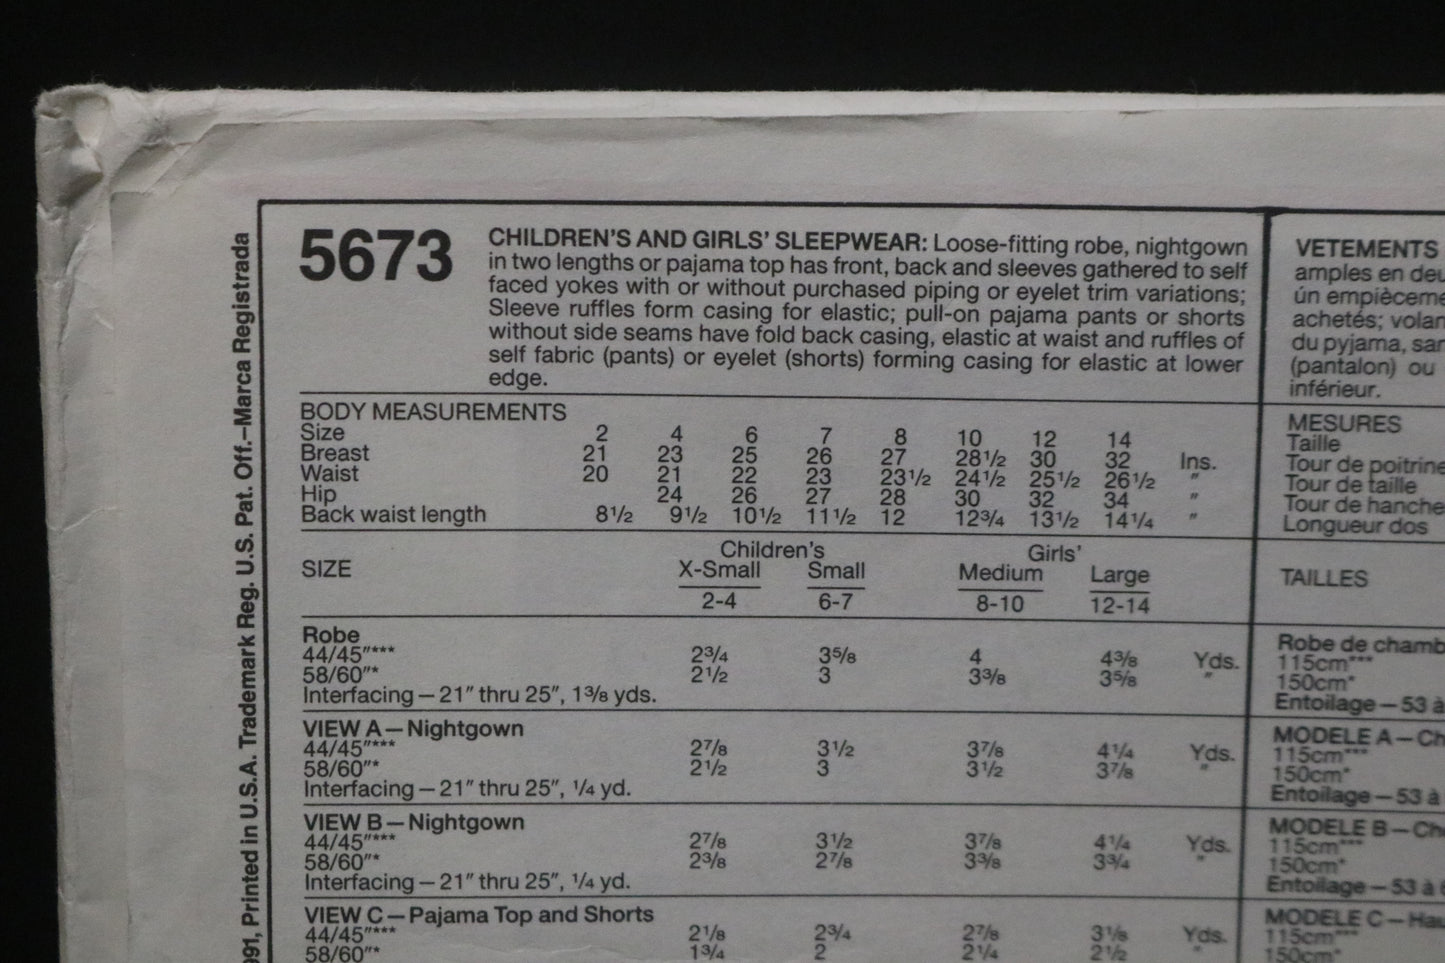 5673
CHILDREN'S AND GIRLS' SLEEPWEAR: Loose-fitting robe, nightgown
in two lengths or pajama top has front, back and sleeves gathered to self
faced yokes with or without purchased piping or eyelet trim variations;
Sleeve ruffles form casing for elastic; pull-on pajama pants or shorts
without side seams have fold back casing, elastic at waist and ruffles of
self fabric (pants) or eyelet (shorts) forming casing for elastic at lower
edge.
BODY MEASUREMENTS
Size 2 4 6 7 8 10 12 14
Breast 21 23 25 26 27 28½ 30 32 Ins.
Waist 20 21 22 23 23½ 24½ 25½ 26½ "
Hip 24 26 27 28 30 32 34 "
Back waist length 8½ 9½ 10½ 11½ 12 12¾ 13½ 14¼ "
Children's Girls'
SIZE X-Small Small Medium Large
2-4 6-7 8-10 12-14
Robe
44/45"*** 2¾ 3⅝ 4 4⅜ Yds.
58/60"* 2½ 3 3⅜ 3⅝ "
Interfacing – 21" thru 25", 1⅜ yds.
VIEW A – Nightgown
44/45"*** 2⅞ 3½ 3⅞ 4¼ Yds.
58/60"* 2½ 3 3½ 3⅞ "
Interfacing – 21" thru 25", ¼ yd.
VIEW B – Nightgown
44/45"*** 2⅞ 3½ 3⅞ 4¼ Yds.
58/60"* 2⅜ 2⅞ 3⅜ 3¾ "
Interfacing – 21" thru 25", ¼ yd.
VIEW C – Pajama Top and Shorts
44/45"*** 2⅛ 2¾ 2⅞ 3⅛ Yds.
58/60"* 1¾ 2 2¼ 2½ "
991, Printed in U.S.A. Trademark Reg. U.S. Pat. Off.–Marca Registrada
VETEMENTS
amples en deu
ún empièceme
achetés; volan
du pyjama, san
(pantalon) ou
inférieur.
MESURES
Taille
Tour de poitrine
Tour de taille
Tour de hanche
Longueur dos
TAILLES
Robe de chamb
115cm***
150cm*
Entoilage – 53 à
MODELE A – Ch
115cm***
150cm*
Entoilage – 53 à
MODELE B – Ch
115cm***
150cm*
Entoilage – 53 à
MODELE C – Hau
115cm***
150cm*